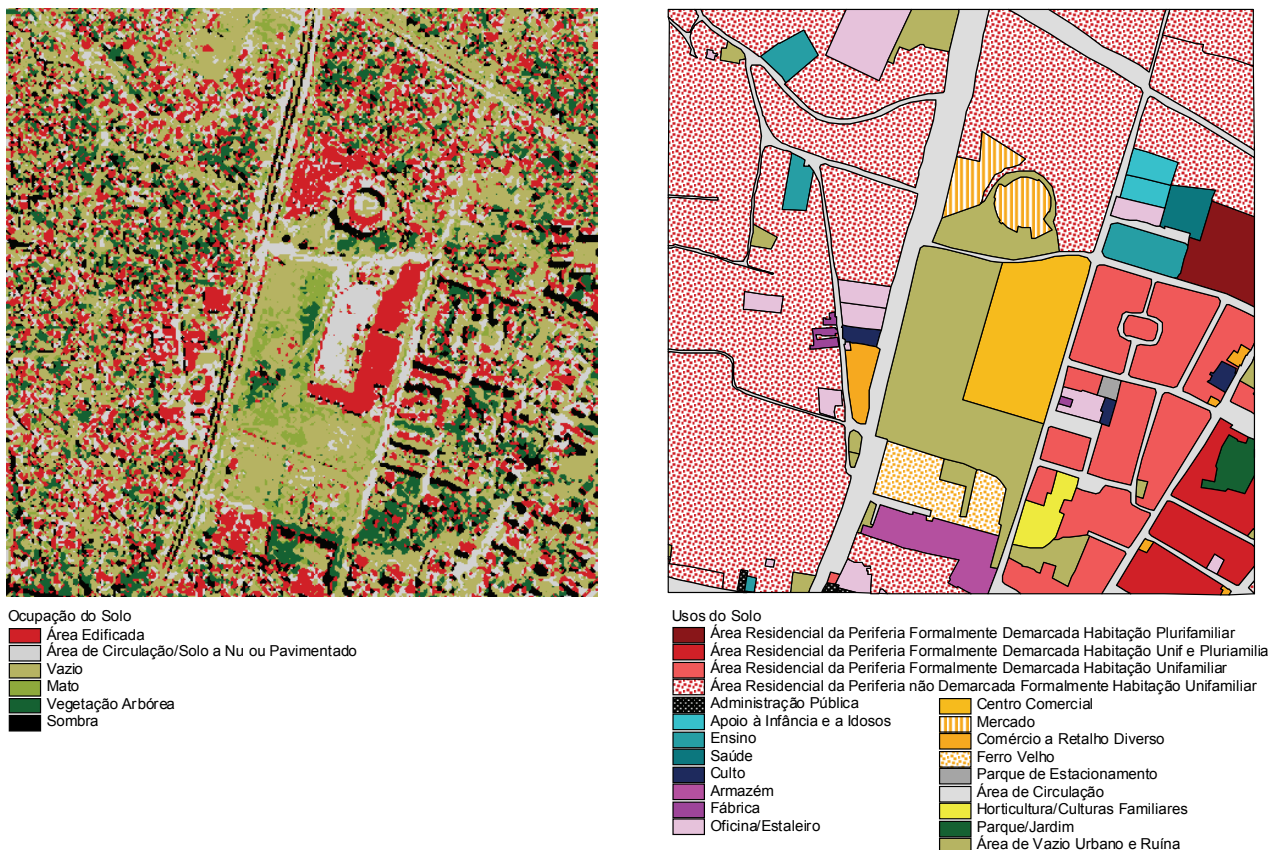 Ocupação do Solo
Área Edificada
Área de Circulação/Solo a Nu ou Pavimentado
Vazio
Mato
Vegetação Arbórea
Sombra
Usos do Solo
Área Residencial da Periferia Formalmente Demarcada Habitação Plurifamiliar
Área Residencial da Periferia Formalmente Demarcada Habitação Unif e Pluriamilia
Área Residencial da Periferia Formalmente Demarcada Habitação Unifamiliar
Área Residencial da Periferia não Demarcada Formalmente Habitação Unifamiliar
Administração Pública
Apoio à Infância e a Idosos
Ensino
Saúde
Culto
Armazém
Fábrica
Oficina/Estaleiro
Centro Comercial
Mercado
Comércio a Retalho Diverso
Ferro Velho
Parque de Estacionamento
Área de Circulação
Horticultura/Culturas Familiares
Parque/Jardim
Área de Vazio Urbano e Ruína